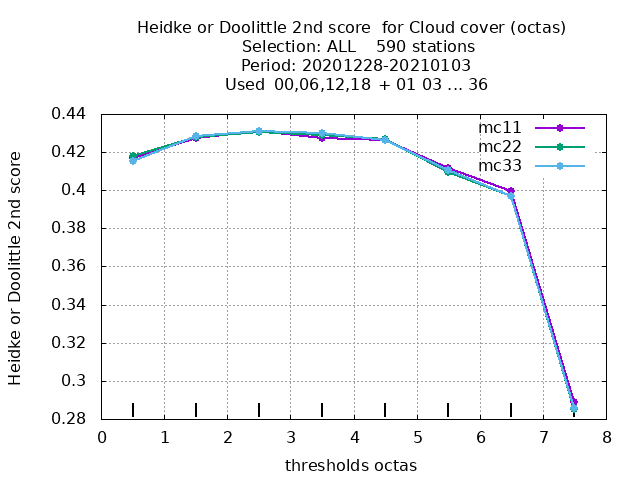 Heidke or Doolittle 2nd score  for Cloud cover (octas)
Selection: ALL    590 stations
Period: 20201228-20210103
Used  00,06,12,18 + 01 03 ... 36
mc11
mc22
mc33
Heidke or Doolittle 2nd score
0.44
0.42
0.4
0.38
0.36
0.34
0.32
0.3
0.28
0 1 2 3 4 5 6 7 8
thresholds octas